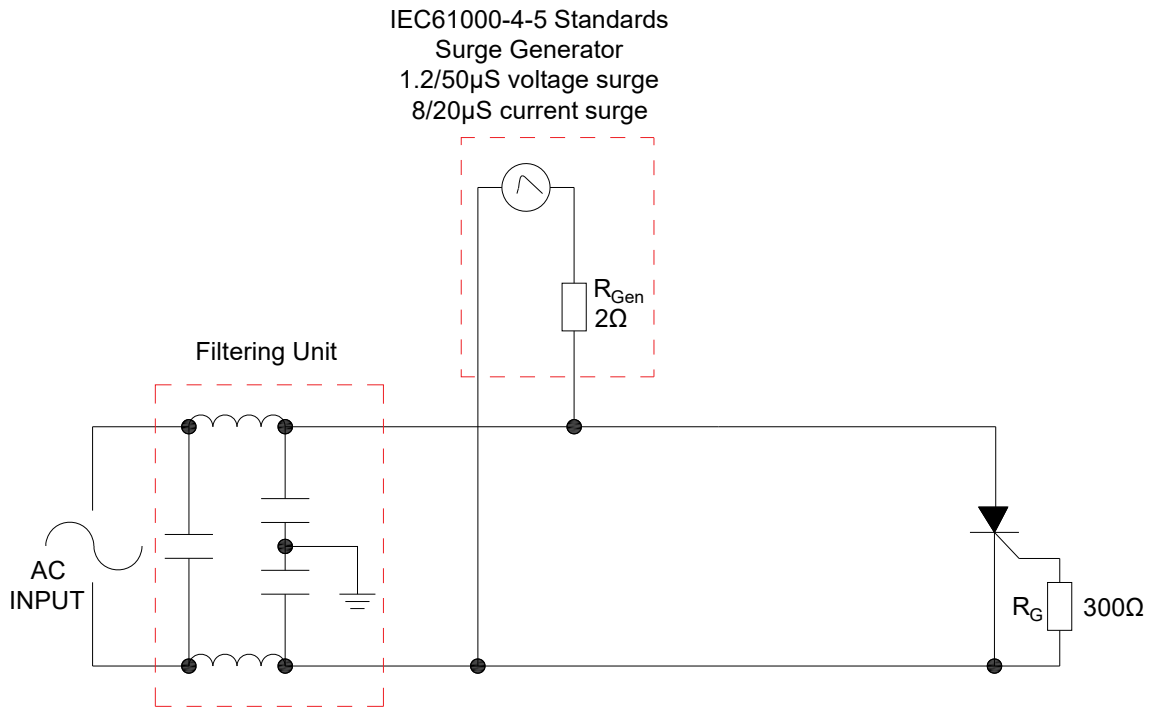 IEC61000-4-5 Standards
Surge Generator
1.2/50μS voltage surge
8/20μS current surge
RGen
2Ω
Filtering Unit
AC
INPUT
RG 300Ω